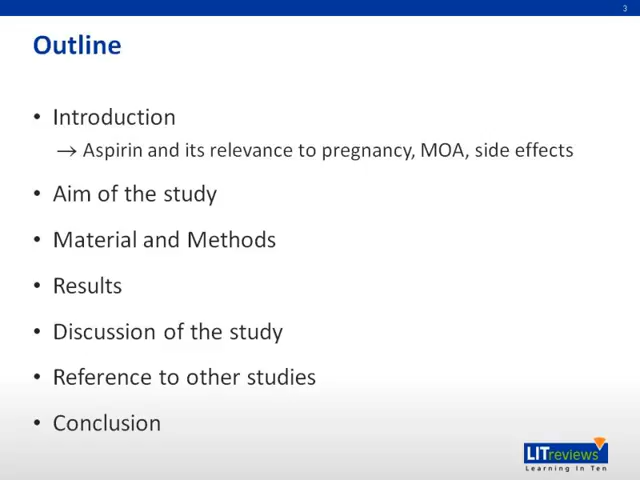 3
Outline
• Introduction
→ Aspirin and its relevance to pregnancy, MOA, side effects
• Aim of the study
• Material and Methods
• Results
• Discussion of the study
• Reference to other studies
• Conclusion
LITreviews
Learning In Ten